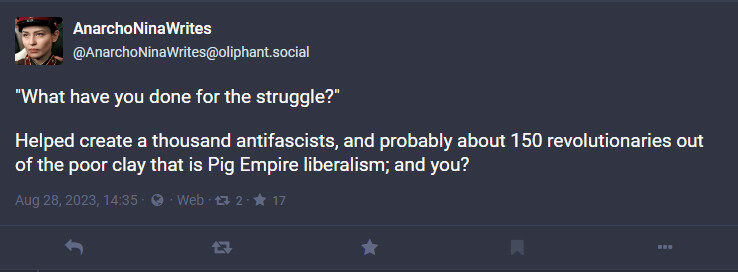 AnarchoNinaWrites
@AnarchoNinaWrites@oliphant.social
"What have you done for the struggle?"
Helped create a thousand antifascists, and probably about 150 revolutionaries out
of the poor clay that is Pig Empire liberalism; and you?
Aug 28, 2023, 14:35 · Web · 2 · 17